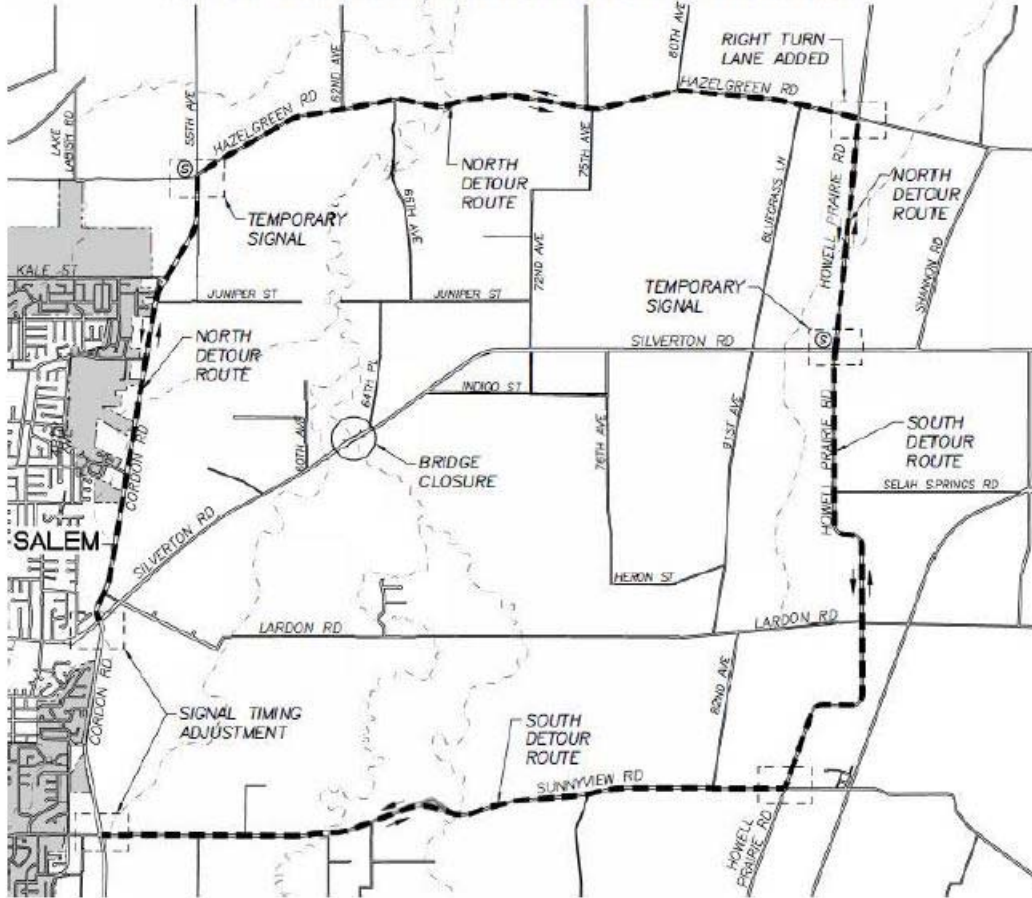 80TH AVE
RIGHT TURN
LANE ADDED
62ND AVE
55TH AVE
LAKE
LABISH RD
HAZELGREEN RD
HAZELGREEN RD
S
TEMPORARY
SIGNAL
NORTH
DETOUR
ROUTE
65TH AVE
75TH AVE
72ND AVE
BLUEGRASS LN
HOWELL PRAIRIE RD
NORTH
DETOUR
ROUTE
SHANNON RD
KALE ST
JUNIPER ST
JUNIPER ST
TEMPORARY
SIGNAL
S
NORTH
DETOUR
ROUTE
SILVERTON RD
64TH PL
INDIGO ST
60TH AVE
BRIDGE
CLOSURE
76TH AVE
81ST AVE
HOWELL PRAIRIE RD
SOUTH
DETOUR
ROUTE
SELAH SPRINGS RD
CORDON RD
SALEM
SILVERTON RD
HERON ST
LARDON RD
LARDON RD
CORDON RD
SIGNAL TIMING
ADJUSTMENT
82ND AVE
SOUTH
DETOUR
ROUTE
SUNNYVIEW RD
HOWELL
PRAIRIE RD